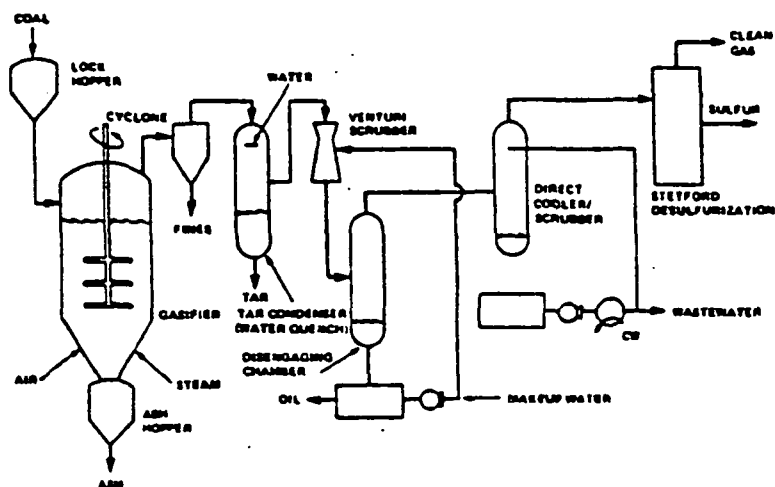 COAL
LOCK
HOPPER
CYCLONE
WATER
VENTURI
SCRUBBER
CLEAN
GAS
SULFUR
STETFORD
DESULFURIZATION
DIRECT
COOLER/
SCRUBBER
FINES
TAR
TAR CONDENSER
(WATER QUENCH)
GASIFIER
DISENGAGING
CHAMBER
WASTEWATER
CW
AIR
STEAM
ASH
HOPPER
OIL
MAKEUP WATER
ASH